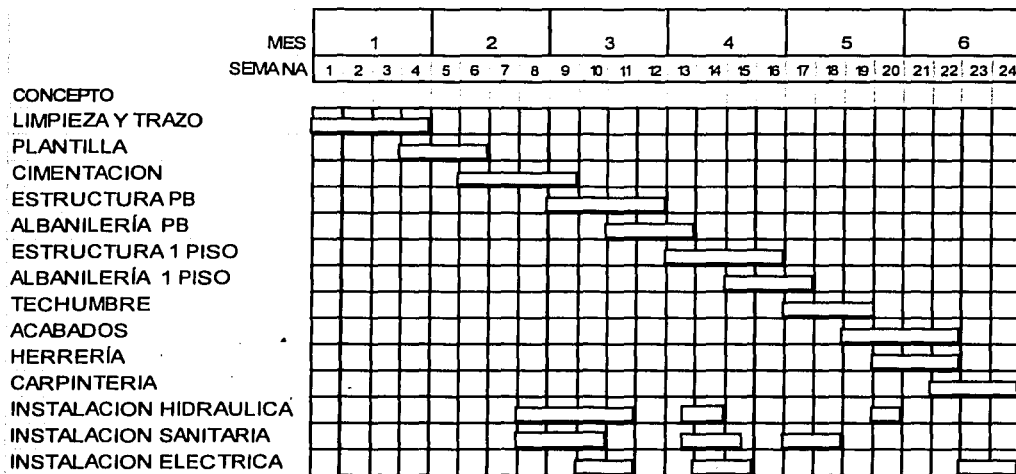 MES 1 2 3 4 5 6
SEMANA 1 2 3 4 5 6 7 8 9 10 11 12 13 14 15 16 17 18 19 20 21 22 23 24
CONCEPTO
LIMPIEZA Y TRAZO
PLANTILLA
CIMENTACION
ESTRUCTURA PB
ALBANILERÍA PB
ESTRUCTURA 1 PISO
ALBANILERÍA 1 PISO
TECHUMBRE
ACABADOS
HERRERÍA
CARPINTERIA
INSTALACION HIDRAULICA
INSTALACION SANITARIA
INSTALACION ELECTRICA